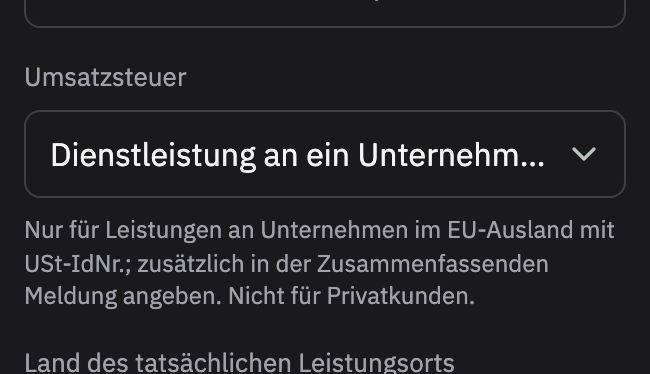 Umsatzsteuer
Dienstleistung an ein Unternehm...
Nur für Leistungen an Unternehmen im EU-Ausland mit
USt-IdNr.; zusätzlich in der Zusammenfassenden
Meldung angeben. Nicht für Privatkunden.
Land des tatsächlichen Leistungsorts